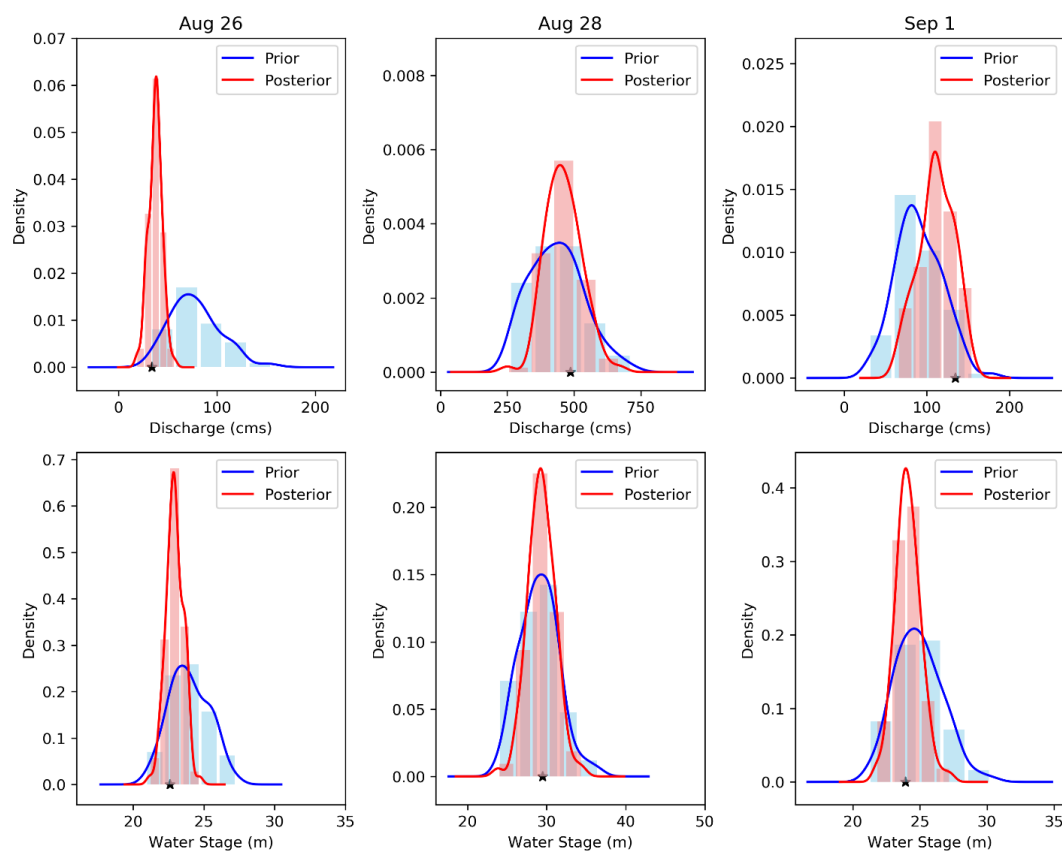 Aug 26
Aug 28
Sep 1
0.07
0.06
0.05
0.04
0.03
0.02
0.01
0.00
Density
Prior
Posterior
0
100
200
Discharge (cms)
0.008
0.006
0.004
0.002
0.000
Density
Prior
Posterior
0
250
500
750
Discharge (cms)
0.025
0.020
0.015
0.010
0.005
0.000
Density
Prior
Posterior
0
100
200
Discharge (cms)
0.7
0.6
0.5
0.4
0.3
0.2
0.1
0.0
Density
Prior
Posterior
20
25
30
35
Water Stage (m)
0.20
0.15
0.10
0.05
0.00
Density
Prior
Posterior
20
30
40
50
Water Stage (m)
0.4
0.3
0.2
0.1
0.0
Density
Prior
Posterior
20
25
30
35
Water Stage (m)